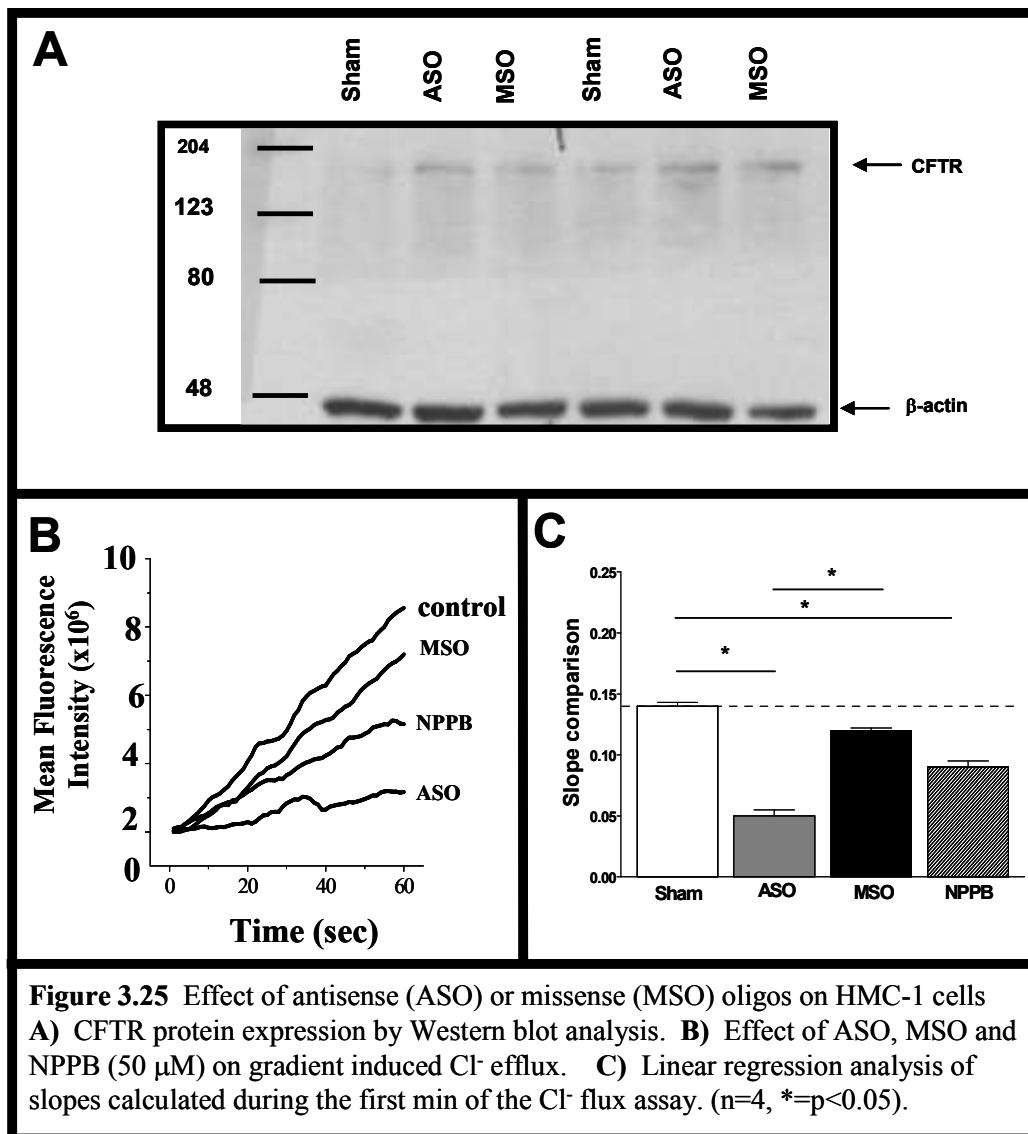 A
Sham
ASO
MSO
Sham
ASO
MSO
204
123
80
48
CFTR
β-actin
B
Mean Fluorescence
Intensity (x10⁶)
10
8
6
4
2
0
control
MSO
NPPB
ASO
0
20
40
60
Time (sec)
C
Slope comparison
0.25
0.20
0.15
0.10
0.05
0.00
*
*
*
Sham
ASO
MSO
NPPB
Figure 3.25 Effect of antisense (ASO) or missense (MSO) oligos on HMC-1 cells
A) CFTR protein expression by Western blot analysis. B) Effect of ASO, MSO and
NPPB (50 μM) on gradient induced Cl⁻ efflux. C) Linear regression analysis of
slopes calculated during the first min of the Cl⁻ flux assay. (n=4, *=p<0.05).